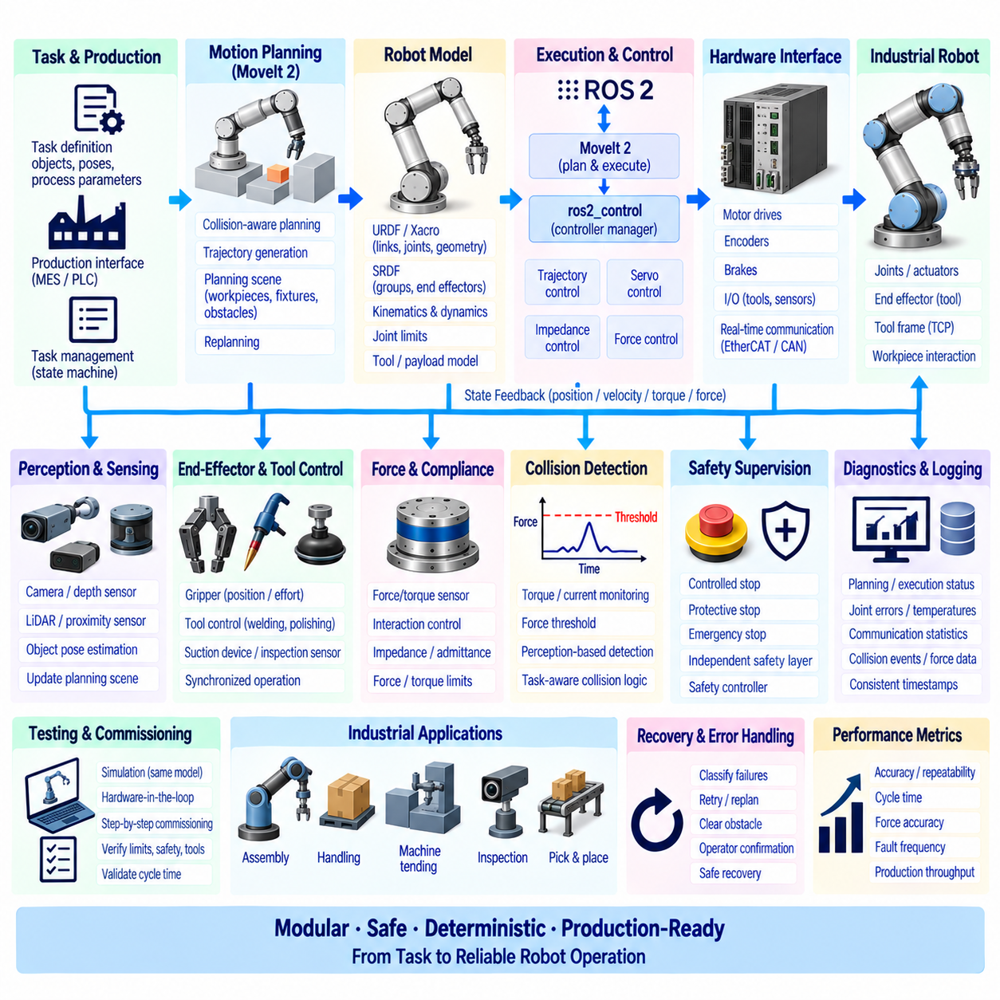 Task & Production
Task definition
objects, poses,
process parameters
Production interface
(MES / PLC)
Task management
(state machine)
Motion Planning
(MoveIt 2)
Collision-aware planning
Trajectory generation
Planning scene
(workpieces, fixtures,
obstacles)
Replanning
Robot Model
URDF / Xacro
(links, joints, geometry)
SRDF
(groups, end effectors)
Kinematics & dynamics
Joint limits
Tool / payload model
Execution & Control
ROS 2
MoveIt 2
(plan & execute)
ros2_control
(controller manager)
Trajectory
control
Servo
control
Impedance
control
Force control
Hardware Interface
Motor drives
Encoders
Brakes
I/O (tools, sensors)
Real-time communication
(EtherCAT / CAN)
Industrial Robot
Joints / actuators
End effector (tool)
Tool frame (TCP)
Workpiece interaction
State Feedback (position / velocity / torque / force)
Perception & Sensing
Camera / depth sensor
LiDAR / proximity sensor
Object pose estimation
Update planning scene
End-Effector & Tool Control
Gripper (position / effort)
Tool control (welding, polishing)
Suction device / inspection sensor
Synchronized operation
Force & Compliance
Force/torque sensor
Interaction control
Impedance / admittance
Force / torque limits
Collision Detection
Force
Threshold
Time
Torque / current monitoring
Force threshold
Perception-based detection
Task-aware collision logic
Safety Supervision
Controlled stop
Protective stop
Emergency stop
Independent safety layer
Safety controller
Diagnostics & Logging
Planning / execution status
Joint errors / temperatures
Communication statistics
Collision events / force data
Consistent timestamps
Testing & Commissioning
Simulation (same model)
Hardware-in-the-loop
Step-by-step commissioning
Verify limits, safety, tools
Validate cycle time
Industrial Applications
Assembly
Handling
Machine
tending
Inspection
Pick & place
Recovery & Error Handling
Classify failures
Retry / replan
Clear obstacle
Operator confirmation
Safe recovery
Performance Metrics
Accuracy / repeatability
Cycle time
Force accuracy
Fault frequency
Production throughput
Modular · Safe · Deterministic · Production-Ready
From Task to Reliable Robot Operation